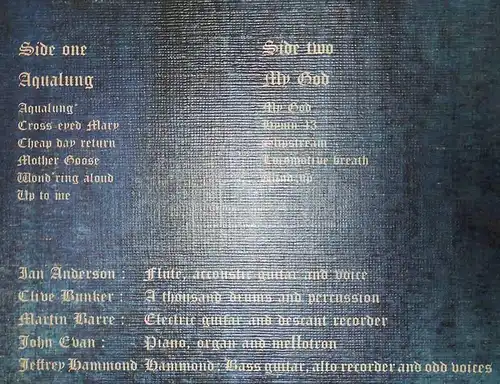 Side one
Aqualung
Aqualung*
Cross-eyed Mary
Cheap day return
Mother Goose
Wond'ring aloud
Up to me
Side two
My God
My God
Hymn 43
Slipstream
Locomotive breath
Wind-up
Ian Anderson : Flute, accoustic guitar and voice
Clive Bunker : A thousand drums and percussion
Martin Barre : Electric guitar and descant recorder
John Evan : Piano, organ and mellotron
Jeffrey Hammond Hammond : Bass guitar, alto recorder and odd voices